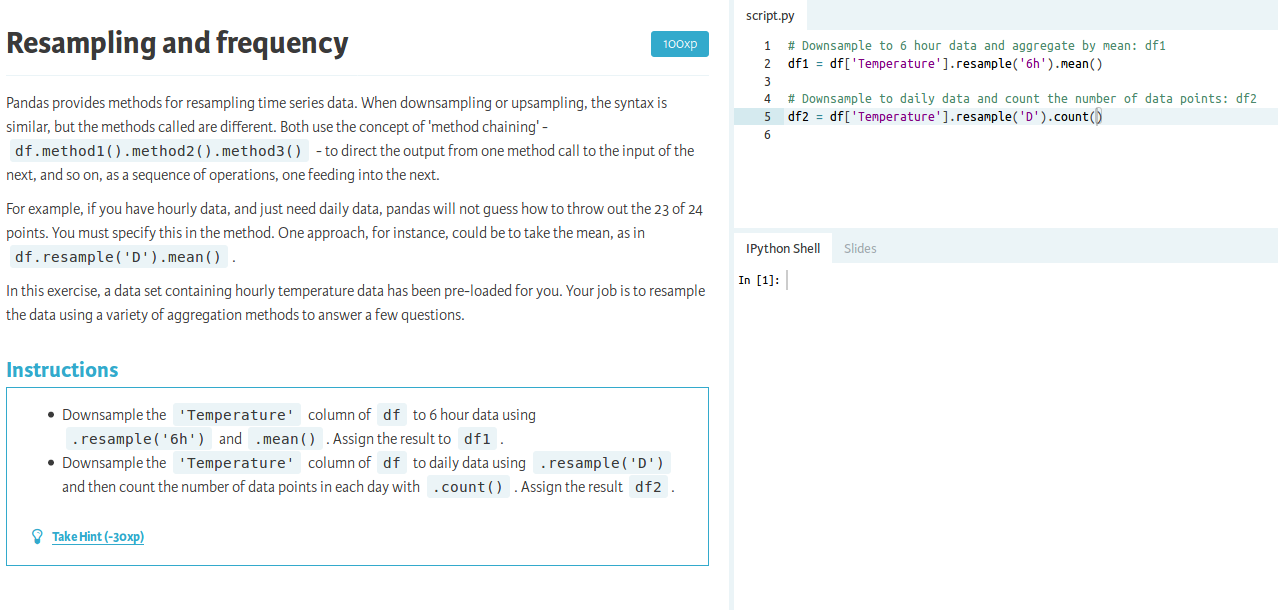 Resampling and frequency
100xp
Pandas provides methods for resampling time series data. When downsampling or upsampling, the syntax is
similar, but the methods called are different. Both use the concept of 'method chaining' -
df.method1().method2().method3() - to direct the output from one method call to the input of the
next, and so on, as a sequence of operations, one feeding into the next.
For example, if you have hourly data, and just need daily data, pandas will not guess how to throw out the 23 of 24
points. You must specify this in the method. One approach, for instance, could be to take the mean, as in
df.resample('D').mean() .
In this exercise, a data set containing hourly temperature data has been pre-loaded for you. Your job is to resample
the data using a variety of aggregation methods to answer a few questions.
Instructions
• Downsample the 'Temperature' column of df to 6 hour data using
.resample('6h') and .mean() . Assign the result to df1 .
• Downsample the 'Temperature' column of df to daily data using .resample('D')
and then count the number of data points in each day with .count() . Assign the result df2 .
Take Hint (-30xp)
script.py
1 # Downsample to 6 hour data and aggregate by mean: df1
2 df1 = df['Temperature'].resample('6h').mean()
3
4 # Downsample to daily data and count the number of data points: df2
5 df2 = df['Temperature'].resample('D').count()
6
IPython Shell Slides
In [1]: